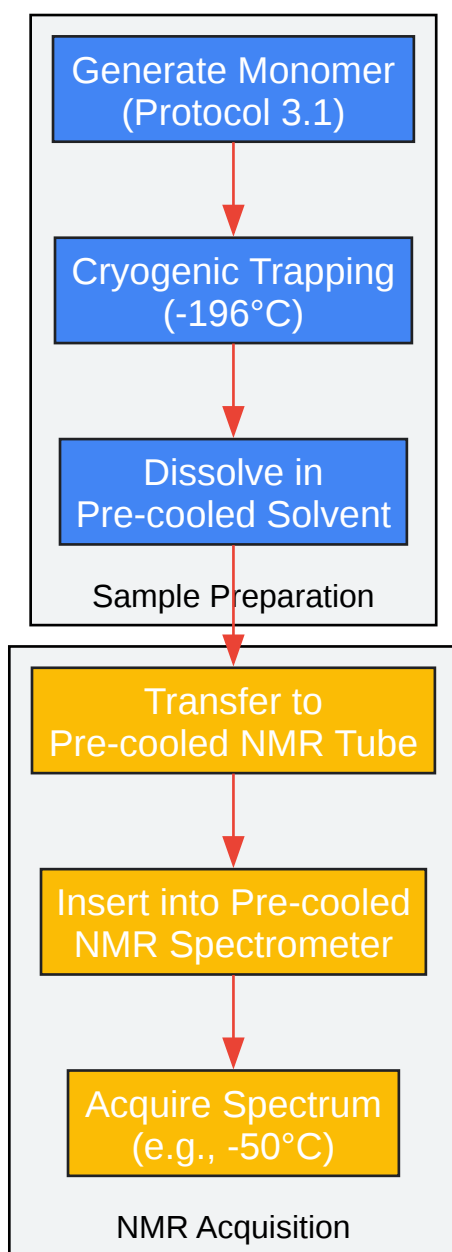 Generate Monomer
(Protocol 3.1)
Cryogenic Trapping
(-196°C)
Dissolve in
Pre-cooled Solvent
Sample Preparation
Transfer to
Pre-cooled NMR Tube
Insert into Pre-cooled
NMR Spectrometer
Acquire Spectrum
(e.g., -50°C)
NMR Acquisition